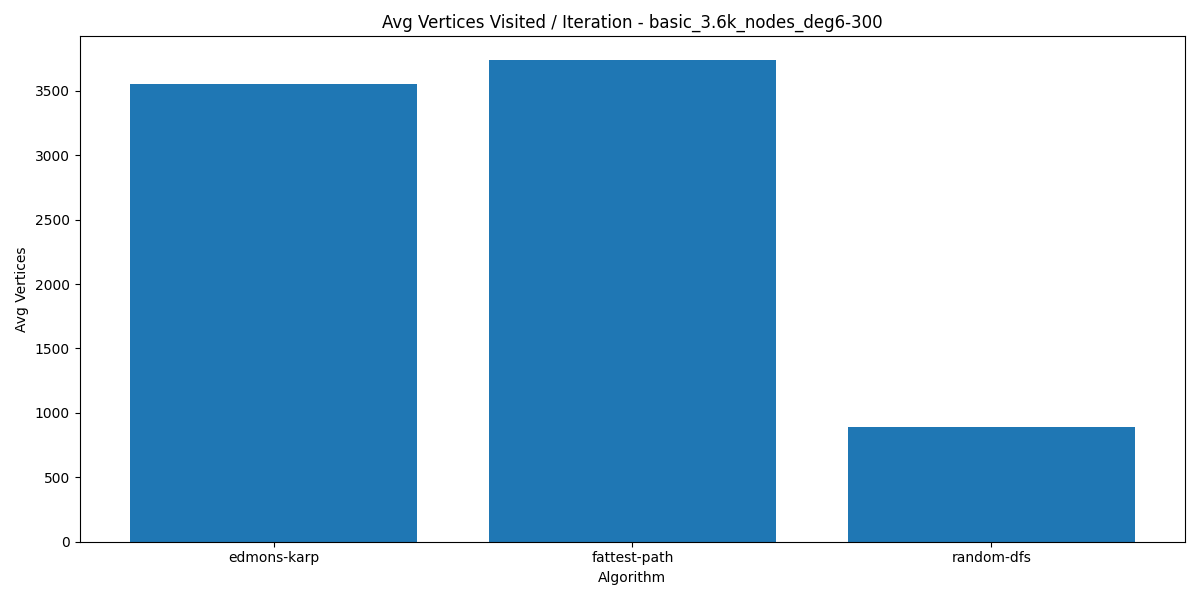 Avg Vertices Visited / Iteration - basic_3.6k_nodes_deg6-300
Avg Vertices
3500
3000
2500
2000
1500
1000
500
0
edmons-karp
fattest-path
random-dfs
Algorithm